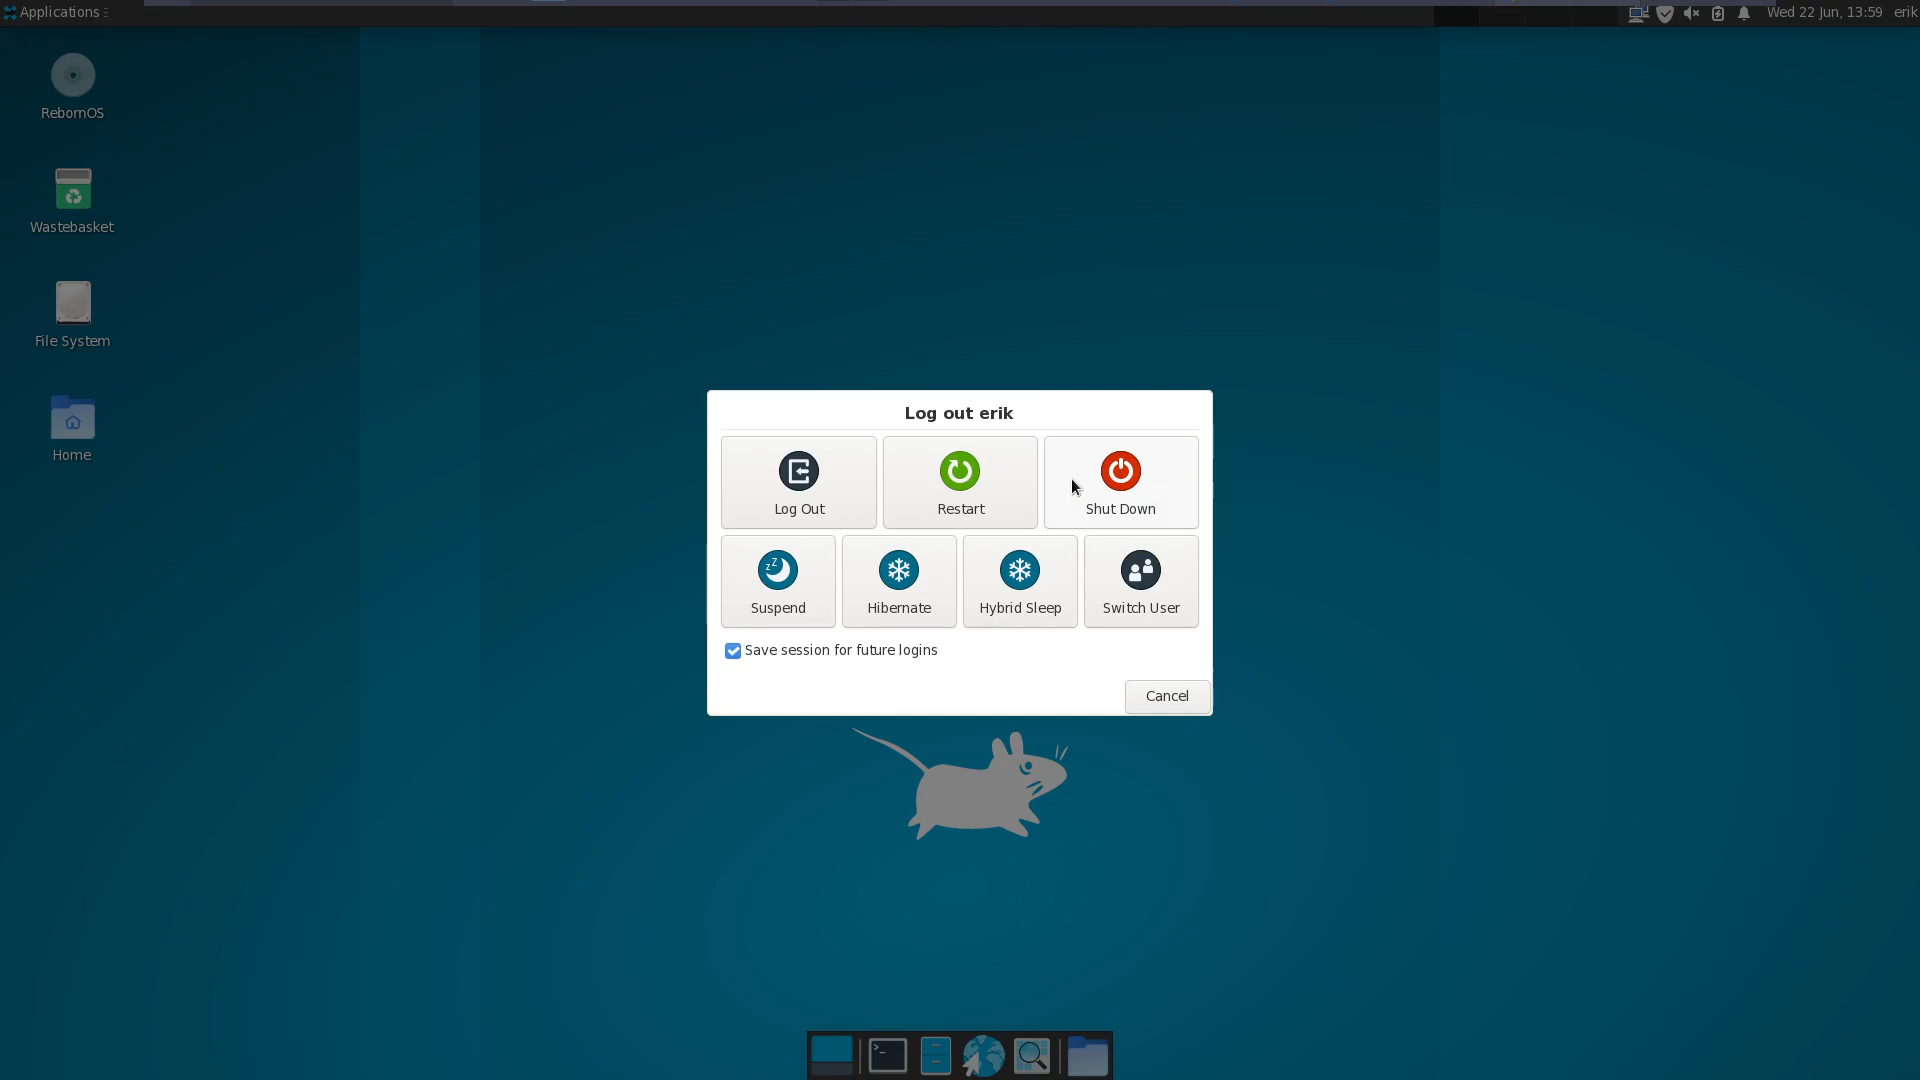 Applications
Wed 22 Jun, 13:59 erik
RebornOS
Wastebasket
File System
Home
Log out erik
Log Out
Restart
Shut Down
Suspend
Hibernate
Hybrid Sleep
Switch User
Save session for future logins
Cancel